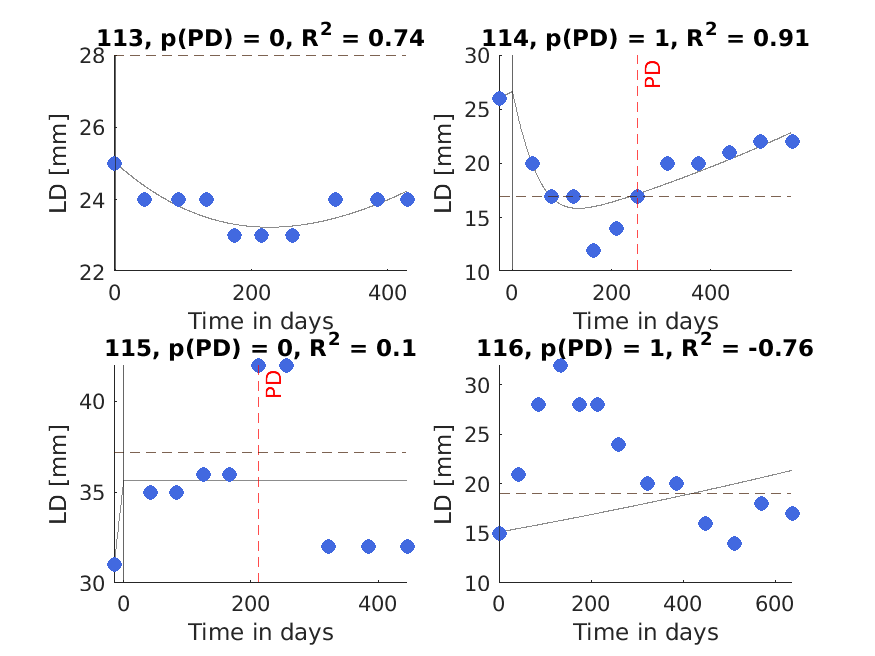 113, p(PD) = 0, R² = 0.74
28
26
24
22
LD [mm]
0 200 400
Time in days
114, p(PD) = 1, R² = 0.91
30
25
20
15
10
LD [mm]
PD
0 200 400
Time in days
115, p(PD) = 0, R² = 0.1
40
35
30
LD [mm]
PD
0 200 400
Time in days
116, p(PD) = 1, R² = -0.76
30
25
20
15
10
LD [mm]
0 200 400 600
Time in days